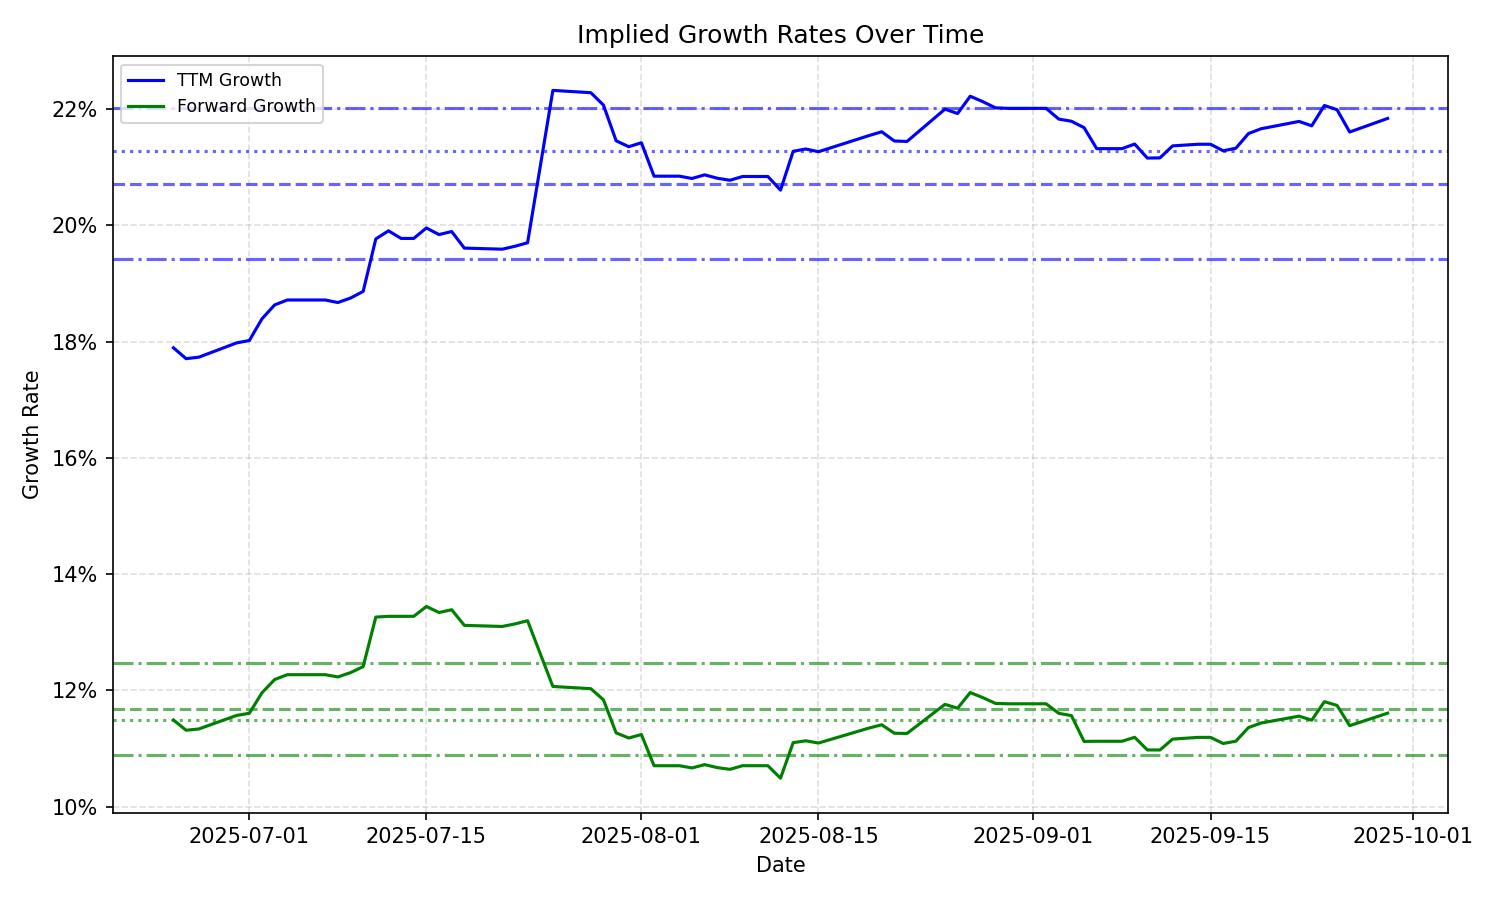 Implied Growth Rates Over Time
TTM Growth
Forward Growth
22%
20%
18%
16%
14%
12%
10%
Growth Rate
2025-07-01
2025-07-15
2025-08-01
2025-08-15
2025-09-01
2025-09-15
2025-10-01
Date